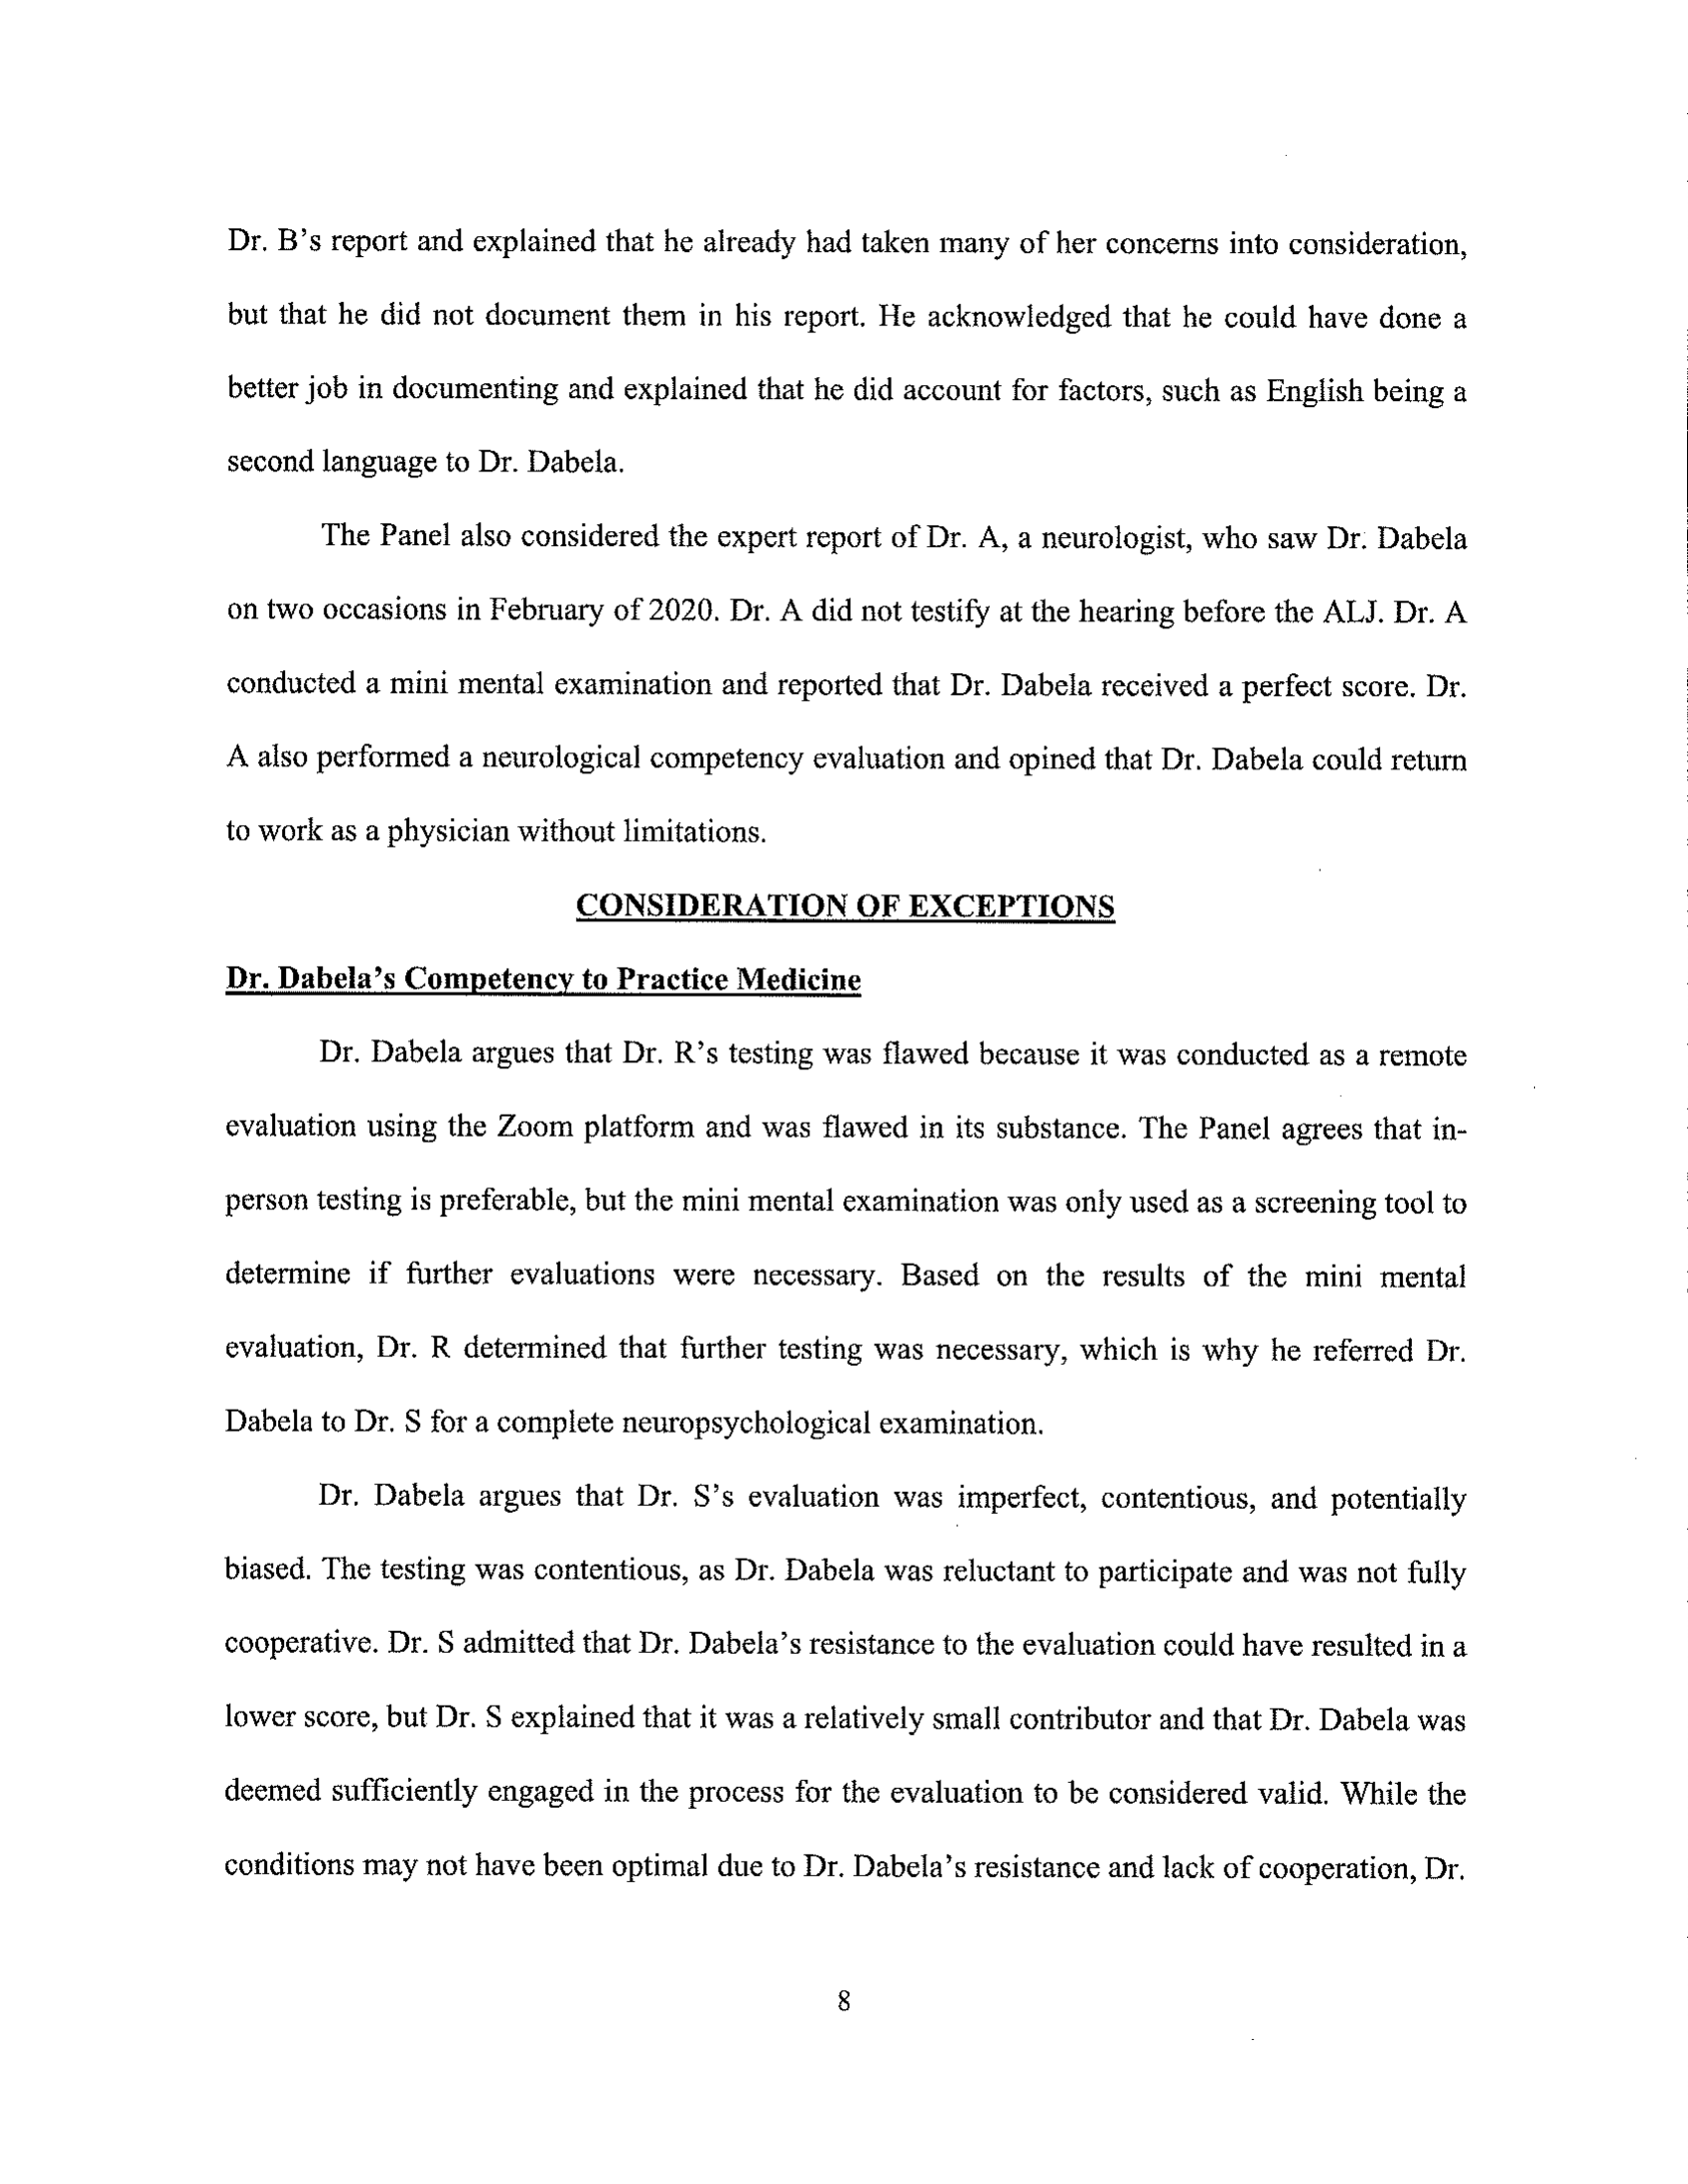 Dr. B's report and explained that he already had taken many of her concerns into consideration,
but that he did not document them in his report. He acknowledged that he could have done a
better job in documenting and explained that he did account for factors, such as English being a
second language to Dr. Dabela.
The Panel also considered the expert report of Dr. A, a neurologist, who saw Dr. Dabela
on two occasions in February of 2020. Dr. A did not testify at the hearing before the ALJ. Dr. A
conducted a mini mental examination and reported that Dr. Dabela received a perfect score. Dr.
A also performed a neurological competency evaluation and opined that Dr. Dabela could return
to work as a physician without limitations.
CONSIDERATION OF EXCEPTIONS
Dr. Dabela's Competency to Practice Medicine
Dr. Dabela argues that Dr. R's testing was flawed because it was conducted as a remote
evaluation using the Zoom platform and was flawed in its substance. The Panel agrees that in-
person testing is preferable, but the mini mental examination was only used as a screening tool to
determine if further evaluations were necessary. Based on the results of the mini mental
evaluation, Dr. R determined that further testing was necessary, which is why he referred Dr.
Dabela to Dr. S for a complete neuropsychological examination.
Dr. Dabela argues that Dr. S's evaluation was imperfect, contentious, and potentially
biased. The testing was contentious, as Dr. Dabela was reluctant to participate and was not fully
cooperative. Dr. S admitted that Dr. Dabela's resistance to the evaluation could have resulted in a
lower score, but Dr. S explained that it was a relatively small contributor and that Dr. Dabela was
deemed sufficiently engaged in the process for the evaluation to be considered valid. While the
conditions may not have been optimal due to Dr. Dabela's resistance and lack of cooperation, Dr.
8